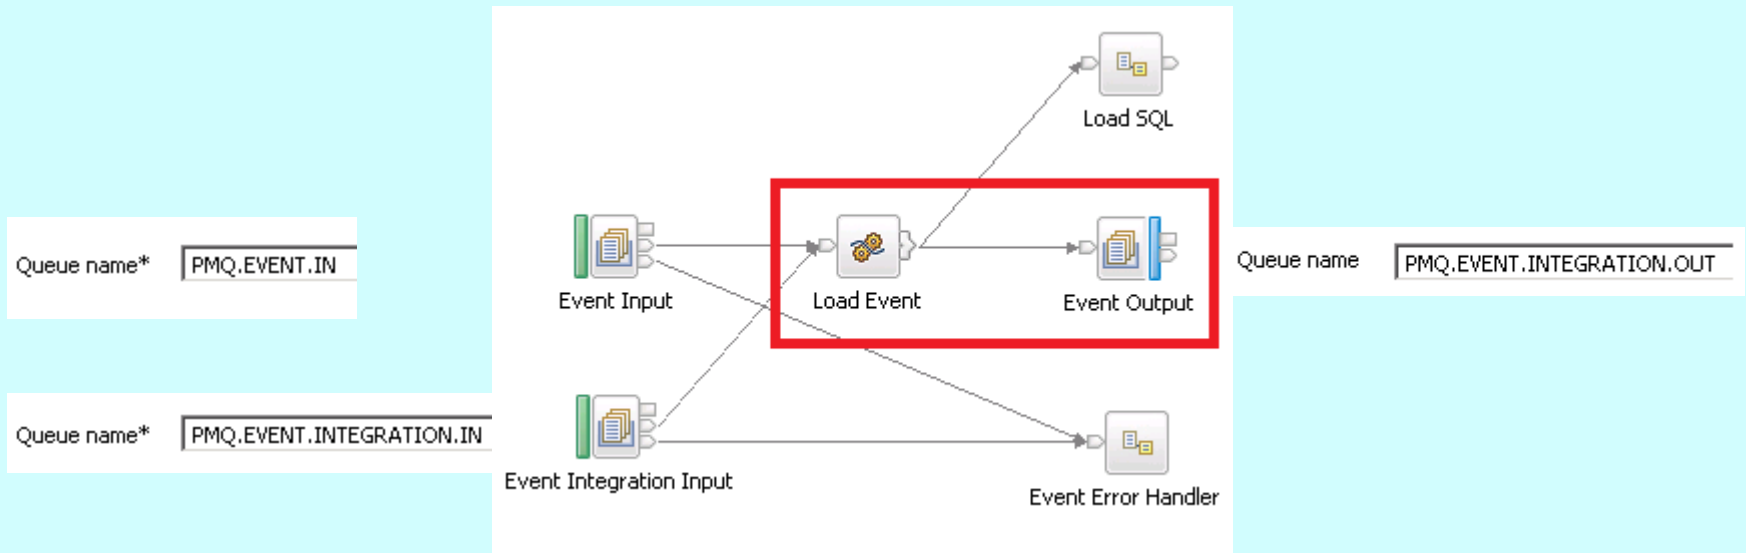 Load SQL
Queue name* PMQ.EVENT.IN
Event Input
Load Event
Event Output
Queue name PMQ.EVENT.INTEGRATION.OUT
Queue name* PMQ.EVENT.INTEGRATION.IN
Event Integration Input
Event Error Handler